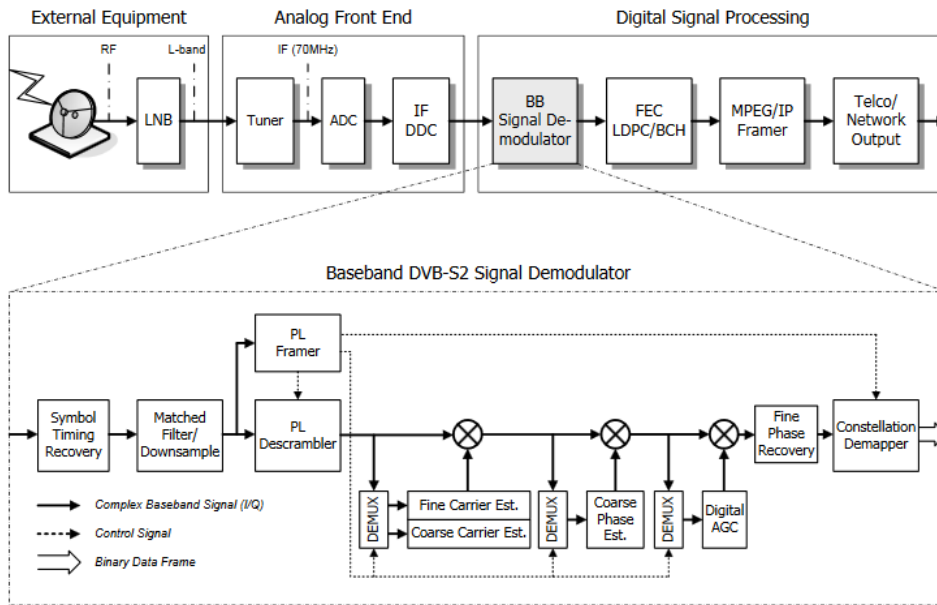 External Equipment
Analog Front End
Digital Signal Processing
RF
L-band
IF (70MHz)
LNB
Tuner
ADC
IF
DDC
BB
Signal De-
modulator
FEC
LDPC/BCH
MPEG/IP
Framer
Telco/
Network
Output
Baseband DVB-S2 Signal Demodulator
PL
Framer
Symbol
Timing
Recovery
Matched
Filter/
Downsample
PL
Descrambler
Fine
Phase
Recovery
Constellation
Demapper
DEMUX
Fine Carrier Est.
Coarse Carrier Est.
DEMUX
Coarse
Phase
Est.
DEMUX
Digital
AGC
Complex Baseband Signal (I/Q)
Control Signal
Binary Data Frame